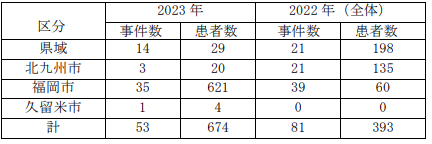 区分 2023 年 2022 年（全体）
事件数 患者数 事件数 患者数
県域 14 29 21 198
北九州市 3 20 21 135
福岡市 35 621 39 60
久留米市 1 4 0 0
計 53 674 81 393